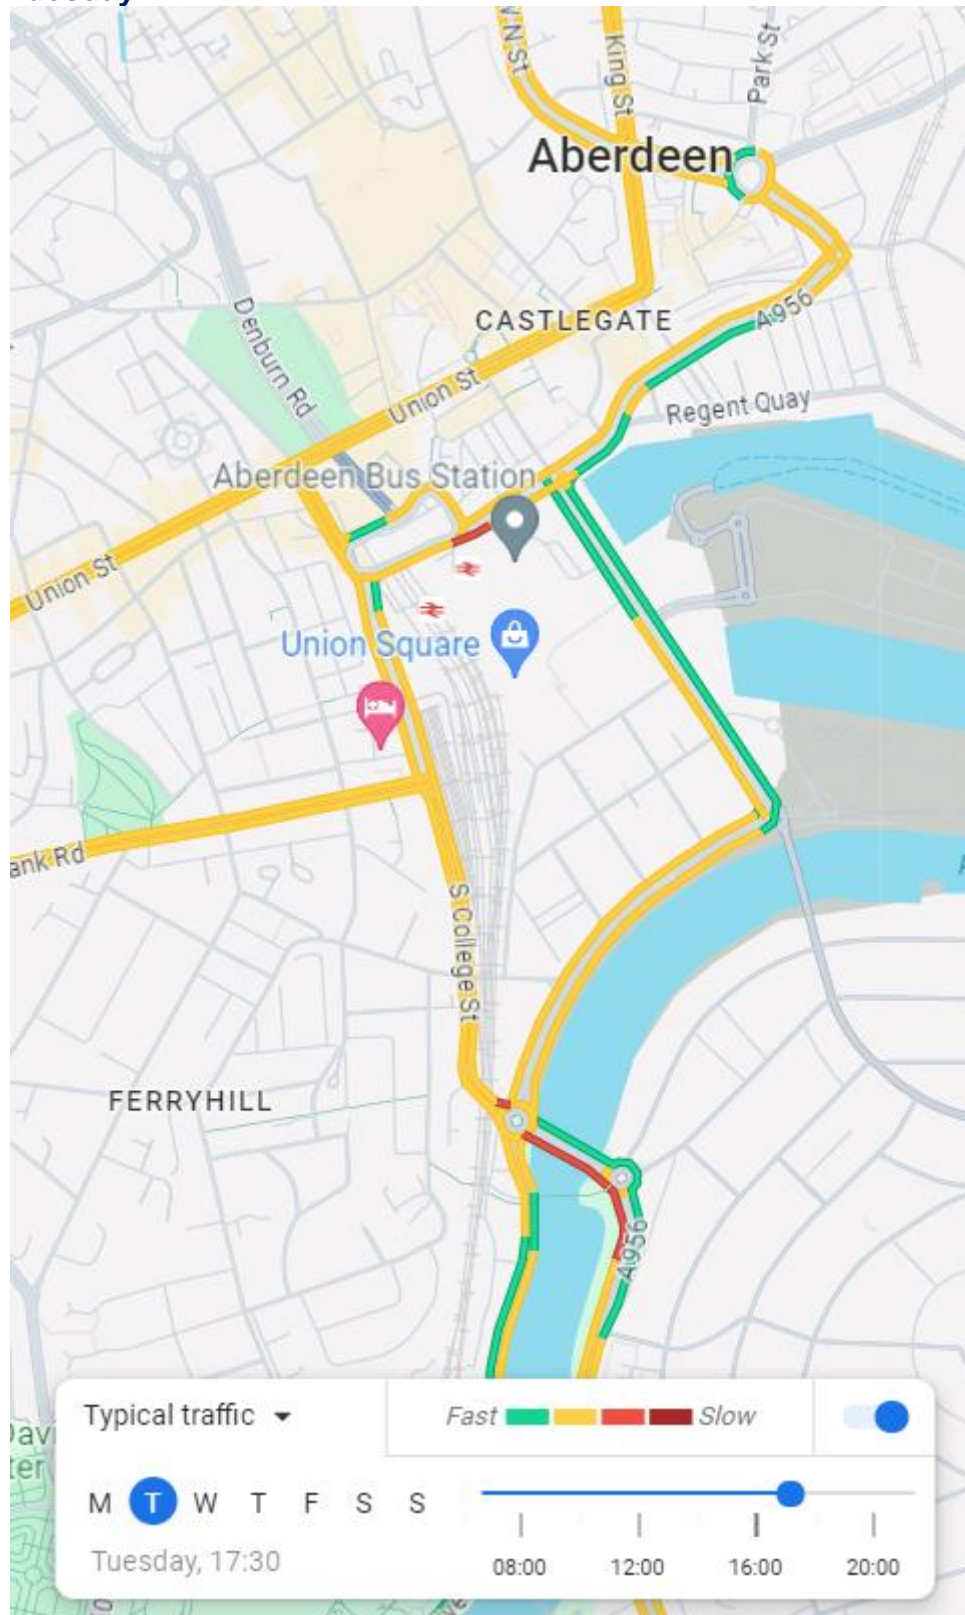 W N St
King St
Park St
Aberdeen
CASTLEGATE
A956
Denburn Rd
Union St
Regent Quay
Aberdeen Bus Station
Union St
Union Square
ank Rd
S College St
FERRYHILL
A956
Typical traffic
Fast
Slow
Dav
ter
M T W T F S S
Tuesday, 17:30
08:00 12:00 16:00 20:00